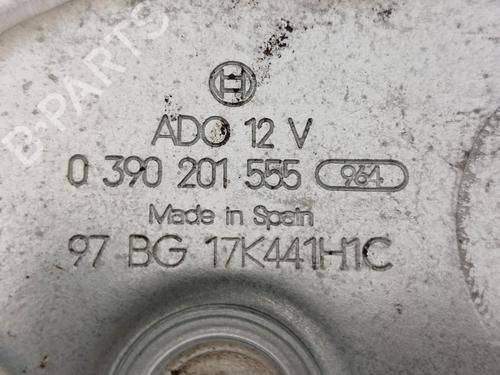 ADO 12 V
0 390 201 555 964
Made in Spain
97 BG 17K441H1C
B-PARTS